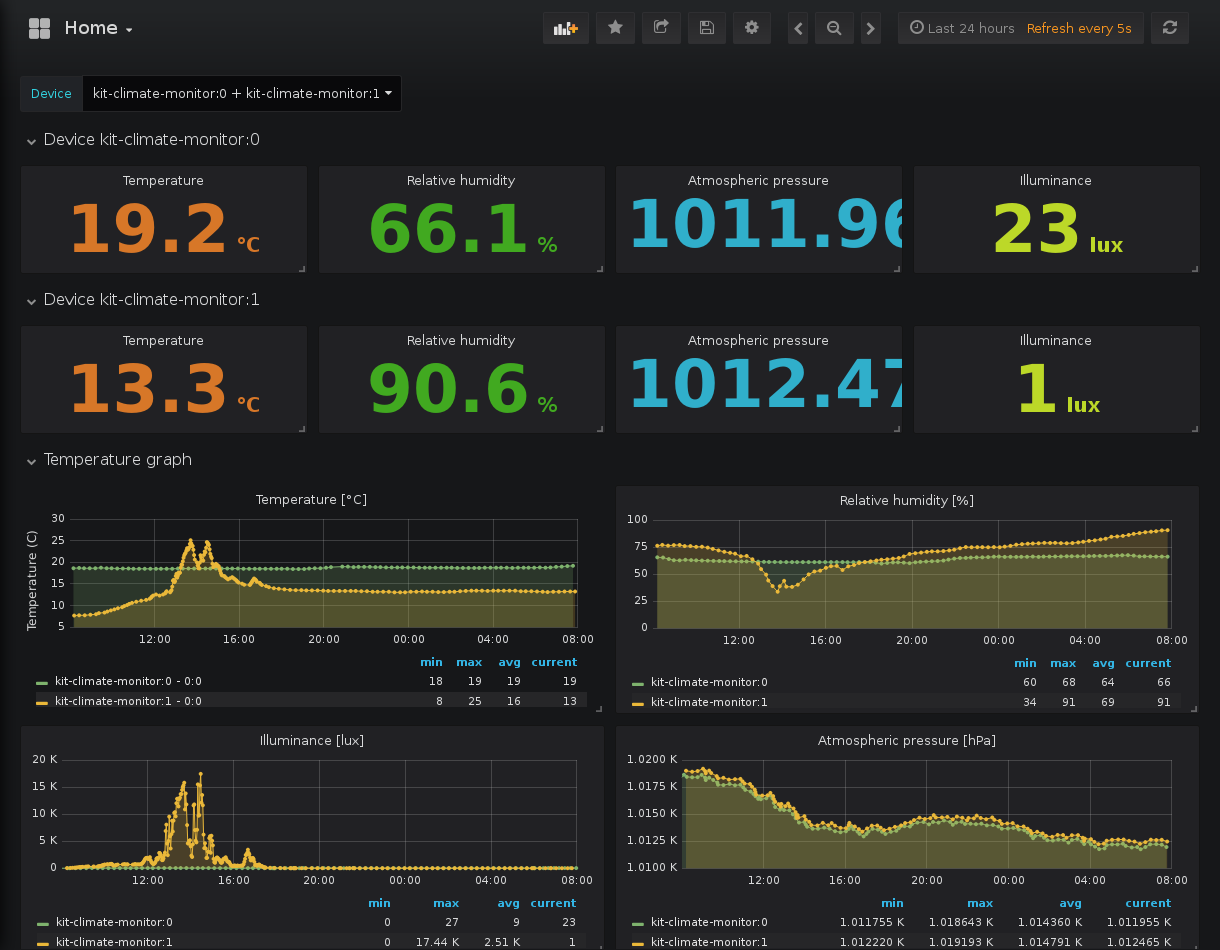 Home
Last 24 hours Refresh every 5s
Device kit-climate-monitor:0 + kit-climate-monitor:1
Device kit-climate-monitor:0
Temperature Relative humidity Atmospheric pressure Illuminance
19.2 °C 66.1 % 1011.96 23 lux
Device kit-climate-monitor:1
Temperature Relative humidity Atmospheric pressure Illuminance
13.3 °C 90.6 % 1012.47 1 lux
Temperature graph
Temperature [°C]
Temperature (C)
30
25
20
15
10
5
12:00 16:00 20:00 00:00 04:00 08:00
min max avg current
kit-climate-monitor:0 - 0:0 18 19 19 19
kit-climate-monitor:1 - 0:0 8 25 16 13
Relative humidity [%]
100
75
50
25
0
12:00 16:00 20:00 00:00 04:00 08:00
min max avg current
kit-climate-monitor:0 60 68 64 66
kit-climate-monitor:1 34 91 69 91
Illuminance [lux]
20 K
15 K
10 K
5 K
0
12:00 16:00 20:00 00:00 04:00 08:00
min max avg current
kit-climate-monitor:0 0 27 9 23
kit-climate-monitor:1 0 17.44 K 2.51 K 1
Atmospheric pressure [hPa]
1.0200 K
1.0175 K
1.0150 K
1.0125 K
1.0100 K
12:00 16:00 20:00 00:00 04:00 08:00
min max avg current
kit-climate-monitor:0 1.011755 K 1.018643 K 1.014360 K 1.011955 K
kit-climate-monitor:1 1.012220 K 1.019193 K 1.014791 K 1.012465 K